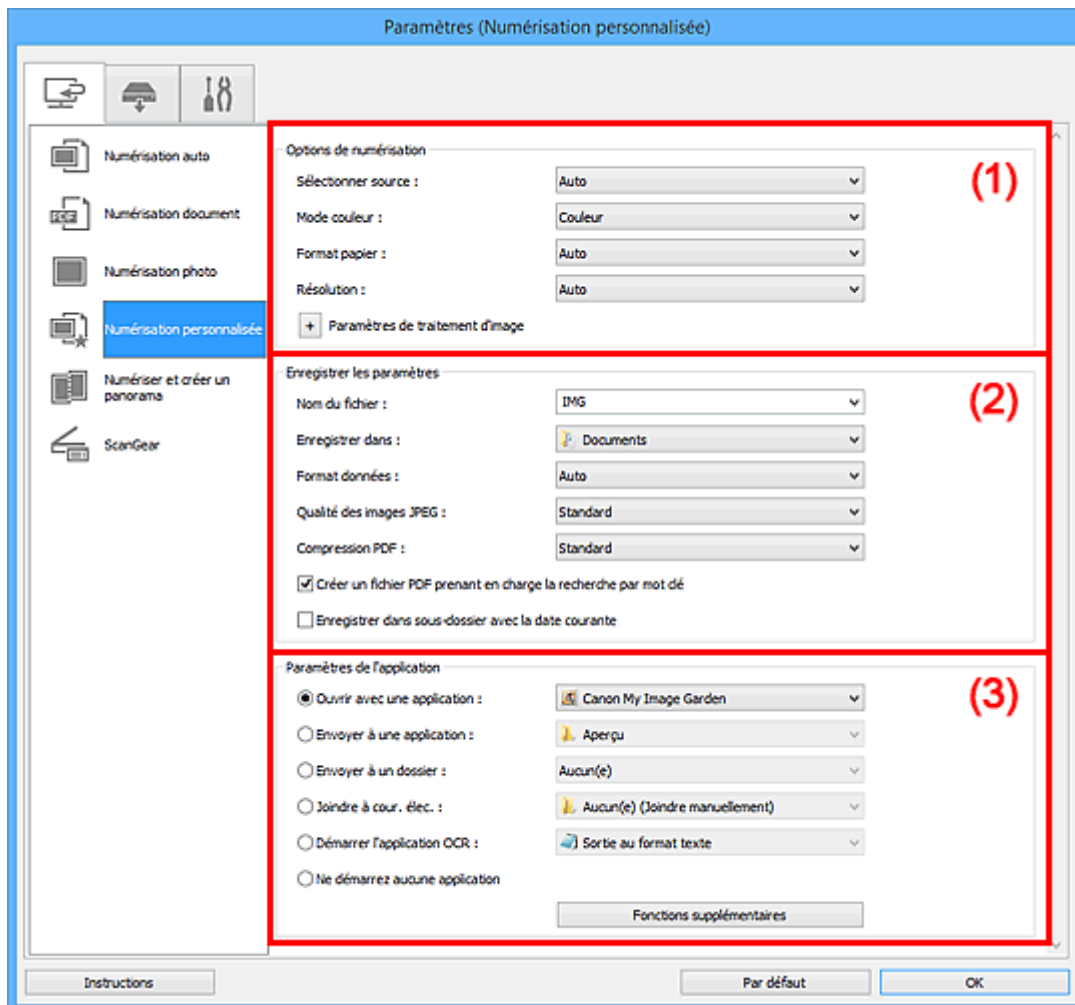 Paramètres (Numérisation personnalisée)
Numérisation auto
Numérisation document
Numérisation photo
Numérisation personnalisée
Numériser et créer un
panorama
ScanGear
Options de numérisation
(1)
Sélectionner source : Auto
Mode couleur : Couleur
Format papier : Auto
Résolution : Auto
+ Paramètres de traitement d'image
Enregistrer les paramètres
(2)
Nom du fichier : IMG
Enregistrer dans : Documents
Format données : Auto
Qualité des images JPEG : Standard
Compression PDF : Standard
Créer un fichier PDF prenant en charge la recherche par mot clé
Enregistrer dans sous-dossier avec la date courante
Paramètres de l'application
(3)
Ouvrir avec une application : Canon My Image Garden
Envoyer à une application : Aperçu
Envoyer à un dossier : Aucun(e)
Joindre à cour. élec. : Aucun(e) (Joindre manuellement)
Démarrer l'application OCR : Sortie au format texte
Ne démarrez aucune application
Fonctions supplémentaires
Instructions
Par défaut
OK
PDF